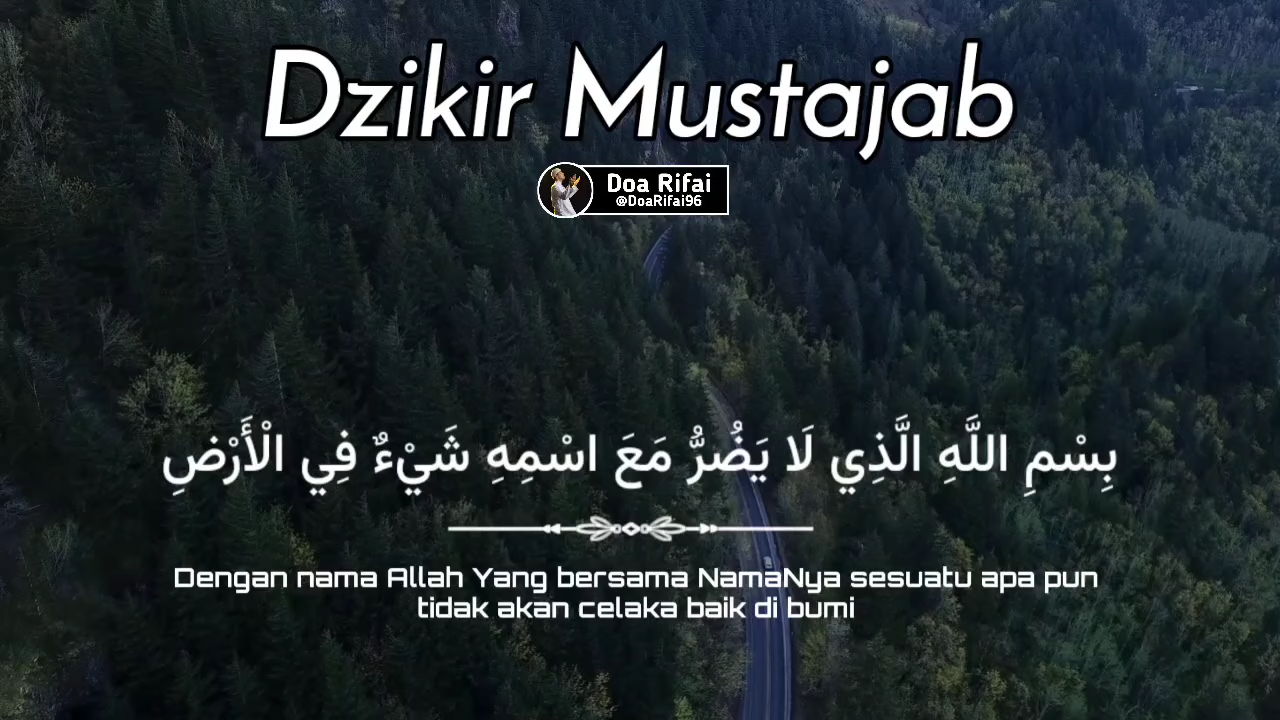 Dzikir Mustajab
Doa Rifai
@DoaRifai96
بِسْمِ اللَّهِ الَّذِي لَا يَضُرُّ مَعَ اسْمِهِ شَيْءٌ فِي الْأَرْضِ
Dengan nama Allah Yang bersama NamaNya sesuatu apa pun
tidak akan celaka baik di bumi